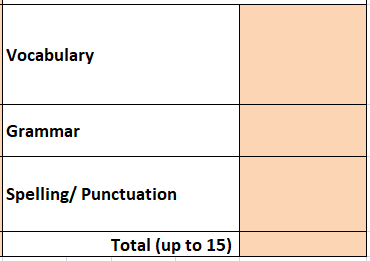 Vocabulary
Grammar
Spelling/ Punctuation
Total (up to 15)